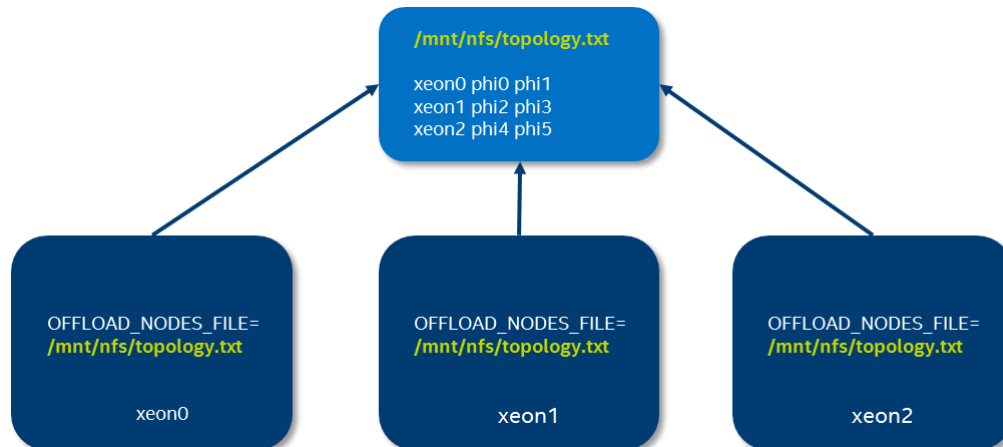 /mnt/nfs/topology.txt
xeon0 phi0 phi1
xeon1 phi2 phi3
xeon2 phi4 phi5
OFFLOAD_NODES_FILE=
/mnt/nfs/topology.txt
xeon0
OFFLOAD_NODES_FILE=
/mnt/nfs/topology.txt
xeon1
OFFLOAD_NODES_FILE=
/mnt/nfs/topology.txt
xeon2